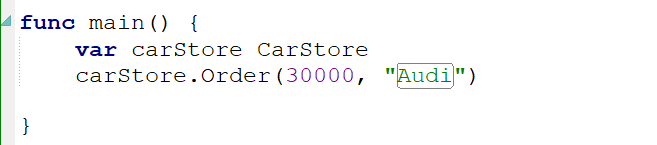 func main() {
    var carStore CarStore
    carStore.Order(30000, "Audi")
}